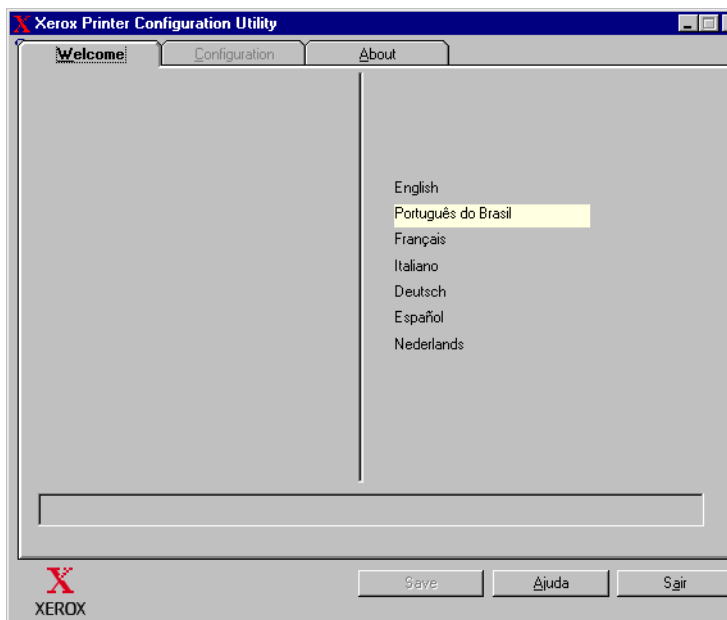 Xerox Printer Configuration Utility
Welcome Configuration About
English
Português do Brasil
Français
Italiano
Deutsch
Español
Nederlands
Save Ajuda Sair
X
XEROX